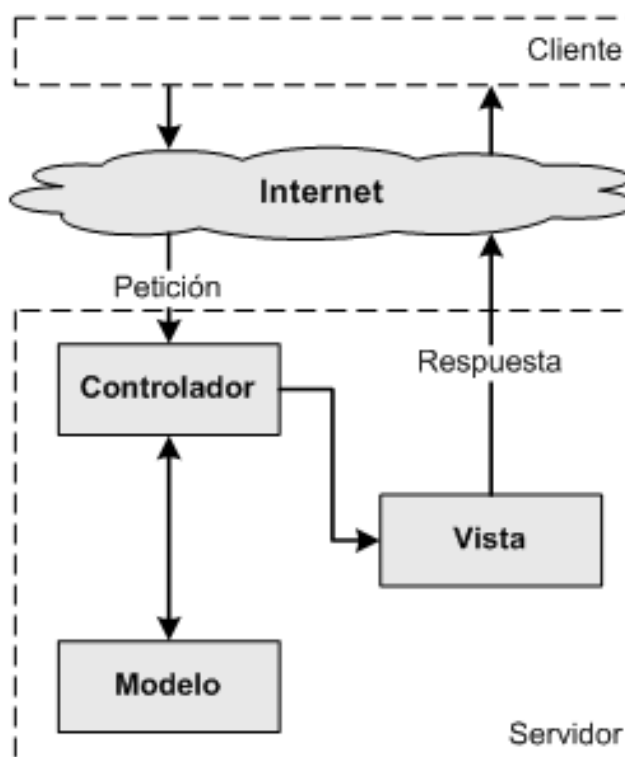 Cliente
Internet
Petición
Respuesta
Controlador
Vista
Modelo
Servidor